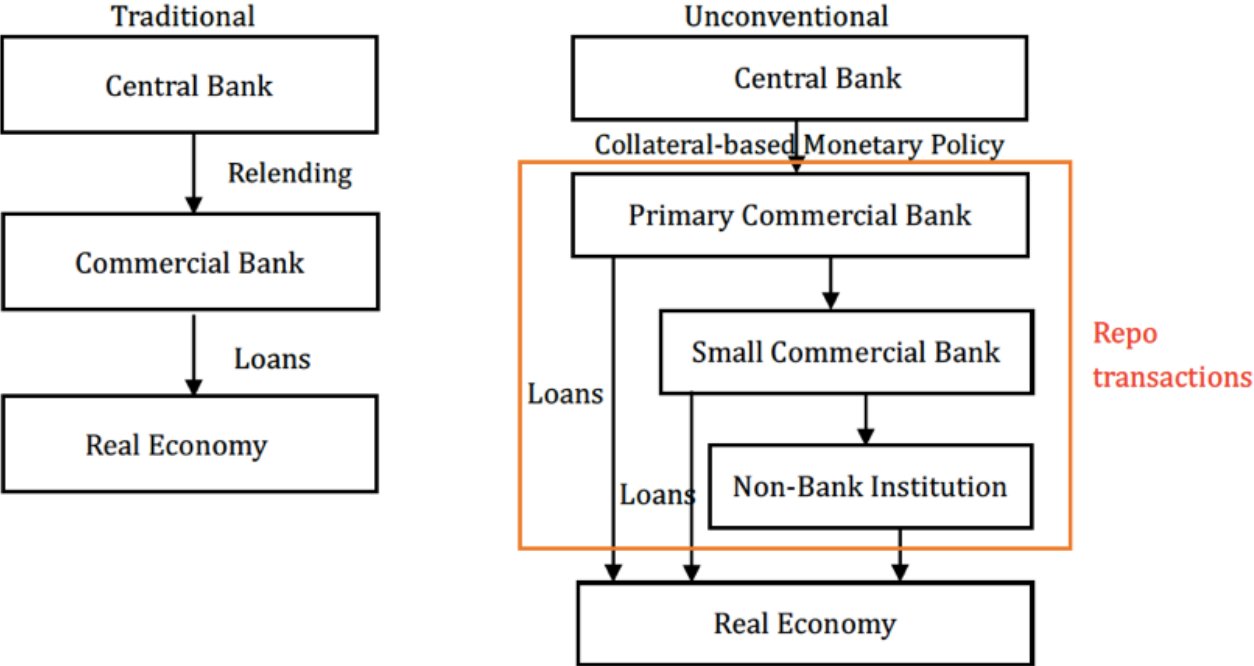 Traditional
Central Bank
Relending
Commercial Bank
Loans
Real Economy
Unconventional
Central Bank
Collateral-based Monetary Policy
Primary Commercial Bank
Small Commercial Bank
Loans
Loans
Non-Bank Institution
Real Economy
Repo
transactions